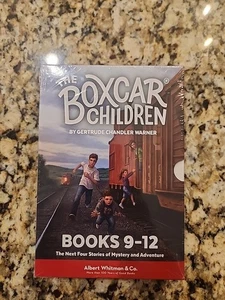 THE
BOXCAR
CHILDREN®
BY GERTRUDE CHANDLER WARNER
BOOKS 9-12
The Next Four Stories of Mystery and Adventure
Albert Whitman & Co.